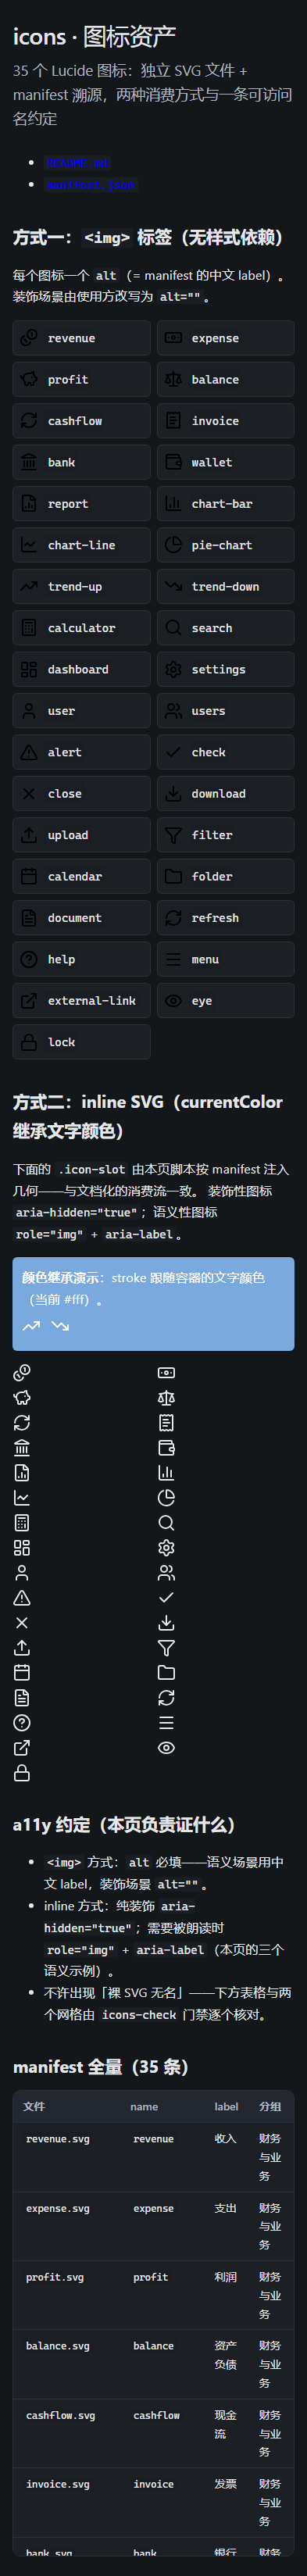 icons · 图标资产
35 个 Lucide 图标：独立 SVG 文件 +
manifest 溯源，两种消费方式与一条可访问
名约定
README.md
manifest.json
方式一：<img> 标签（无样式依赖）
每个图标一个 alt（= manifest 的中文 label）。
装饰场景由使用方改写为 alt=""。
revenue
expense
profit
balance
cashflow
invoice
bank
wallet
report
chart-bar
chart-line
pie-chart
trend-up
trend-down
calculator
search
dashboard
settings
user
users
alert
check
close
download
upload
filter
calendar
folder
document
refresh
help
menu
external-link
eye
lock
方式二：inline SVG（currentColor
继承文字颜色）
下面的 .icon-slot 由本页脚本按 manifest 注入
几何——与文档化的消费流一致。 装饰性图标
aria-hidden="true"；语义性图标
role="img" + aria-label。
颜色继承演示：stroke 跟随容器的文字颜色
（当前 #fff）。
a11y 约定（本页负责证什么）
<img> 方式：alt 必填——语义场景用中
文 label，装饰场景 alt=""。
inline 方式：纯装饰 aria-
hidden="true"；需要被朗读时
role="img" + aria-label（本页的三个
语义示例）。
不许出现「裸 SVG 无名」——下方表格与两
个网格由 icons-check 门禁逐个核对。
manifest 全量（35 条）
文件 name label 分组
revenue.svg revenue 收入 财务
与业
务
expense.svg expense 支出 财务
与业
务
profit.svg profit 利润 财务
与业
务
balance.svg balance 资产 财务
负债 与业
务
cashflow.svg cashflow 现金 财务
流 与业
务
invoice.svg invoice 发票 财务
与业
务
bank.svg bank 银行 财务